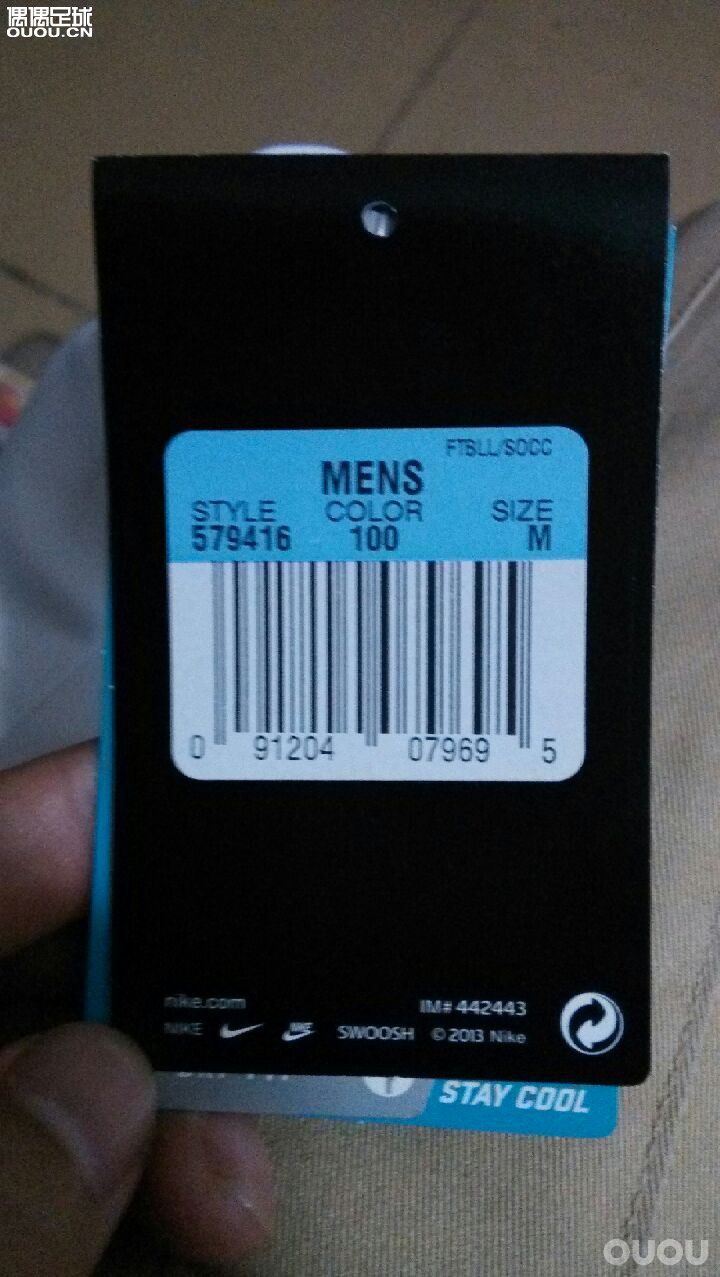 偶偶足球
OUOU.CN
FTBLL/SOCC
MENS
STYLE COLOR SIZE
579416 100 M
0 91204 07969 5
nike.com IM# 442443
NIKE SWOOSH © 2013 Nike
STAY COOL
OUOU